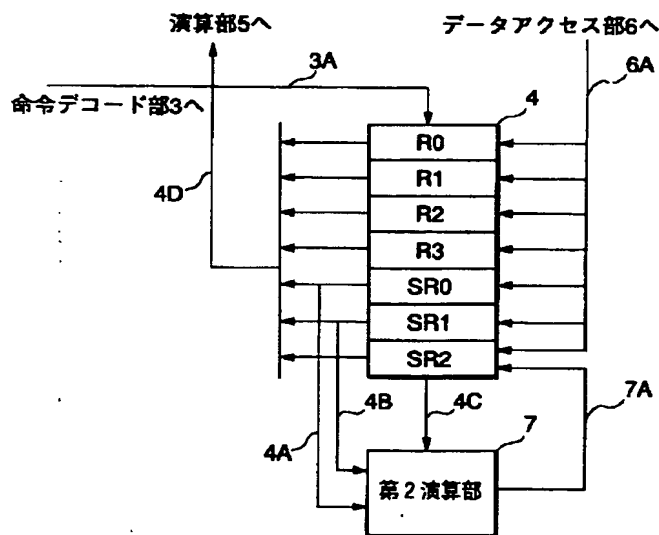 演算部5へ
データアクセス部6へ
3A
6A
命令デコード部3へ
4
R0
R1
4D
R2
R3
SR0
SR1
SR2
4B
4C
7A
4A
7
第2演算部